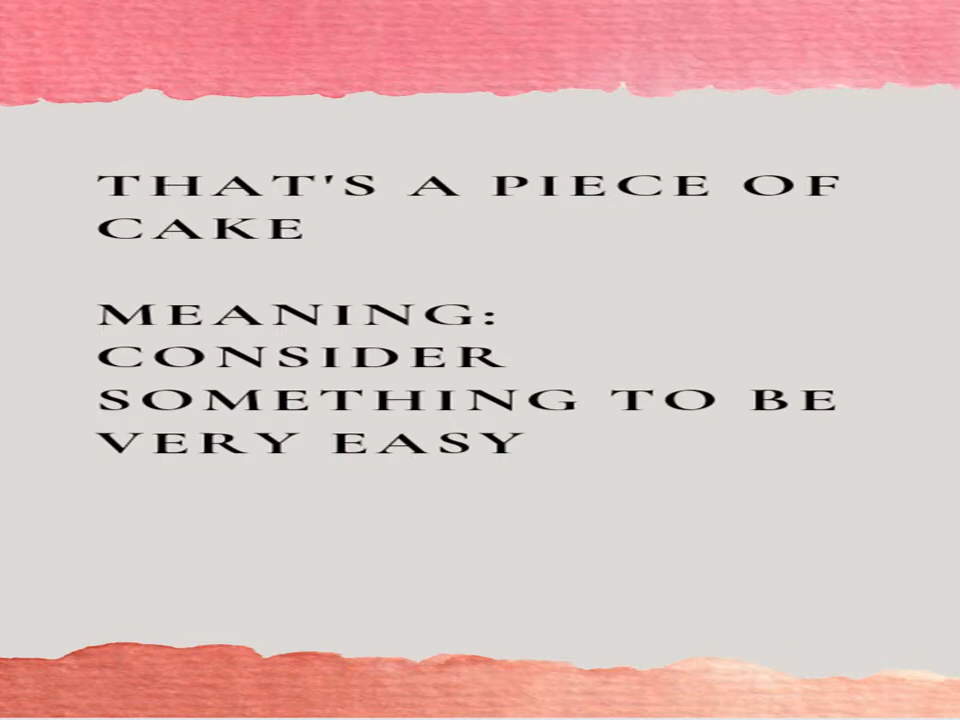 THAT'S A PIECE OF
CAKE
MEANING:
CONSIDER
SOMETHING TO BE
VERY EASY